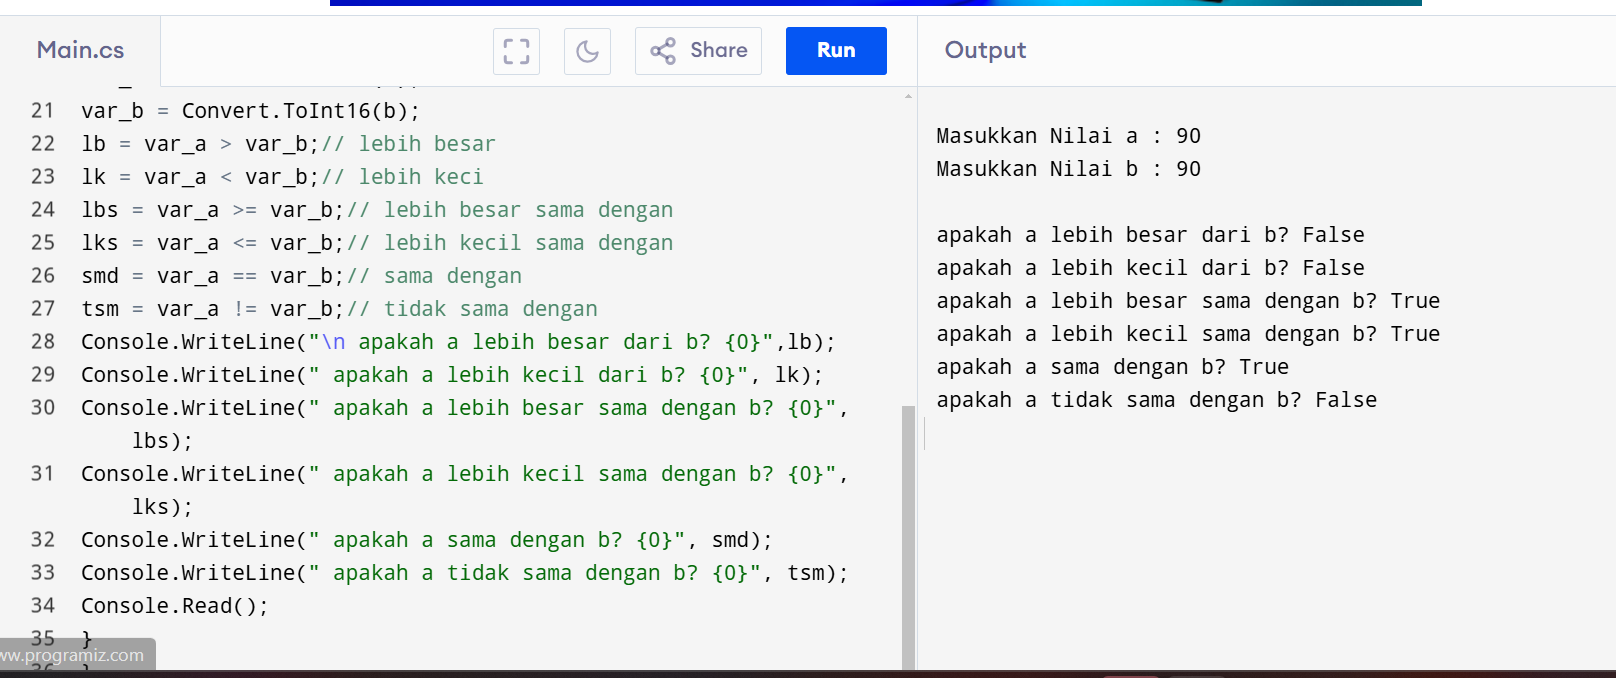 Main.cs
Share
Run
Output
21 var_b = Convert.ToInt16(b);
22 lb = var_a > var_b;// lebih besar
23 lk = var_a < var_b;// lebih keci
24 lbs = var_a >= var_b;// lebih besar sama dengan
25 lks = var_a <= var_b;// lebih kecil sama dengan
26 smd = var_a == var_b;// sama dengan
27 tsm = var_a != var_b;// tidak sama dengan
28 Console.WriteLine("\n apakah a lebih besar dari b? {0}",lb);
29 Console.WriteLine(" apakah a lebih kecil dari b? {0}", lk);
30 Console.WriteLine(" apakah a lebih besar sama dengan b? {0}",
lbs);
31 Console.WriteLine(" apakah a lebih kecil sama dengan b? {0}",
lks);
32 Console.WriteLine(" apakah a sama dengan b? {0}", smd);
33 Console.WriteLine(" apakah a tidak sama dengan b? {0}", tsm);
34 Console.Read();
35 }
36 }
ww.programiz.com
Masukkan Nilai a : 90
Masukkan Nilai b : 90
apakah a lebih besar dari b? False
apakah a lebih kecil dari b? False
apakah a lebih besar sama dengan b? True
apakah a lebih kecil sama dengan b? True
apakah a sama dengan b? True
apakah a tidak sama dengan b? False